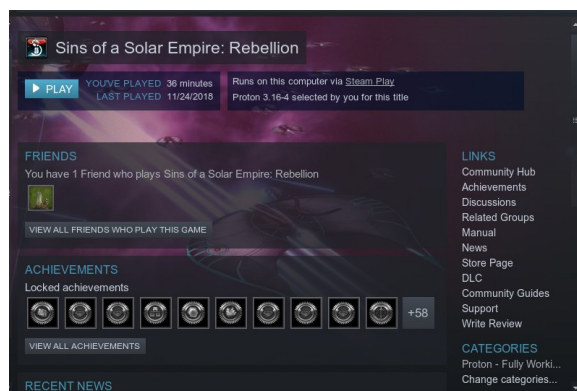 Sins of a Solar Empire: Rebellion
PLAY
YOU'VE PLAYED 36 minutes
LAST PLAYED 11/24/2018
Runs on this computer via Steam Play
Proton 3.16-4 selected by you for this title
FRIENDS
You have 1 Friend who plays Sins of a Solar Empire: Rebellion
VIEW ALL FRIENDS WHO PLAY THIS GAME
ACHIEVEMENTS
Locked achievements
+58
VIEW ALL ACHIEVEMENTS
RECENT NEWS
LINKS
Community Hub
Achievements
Discussions
Related Groups
Manual
News
Store Page
DLC
Community Guides
Support
Write Review
CATEGORIES
Proton - Fully Worki...
Change categories...